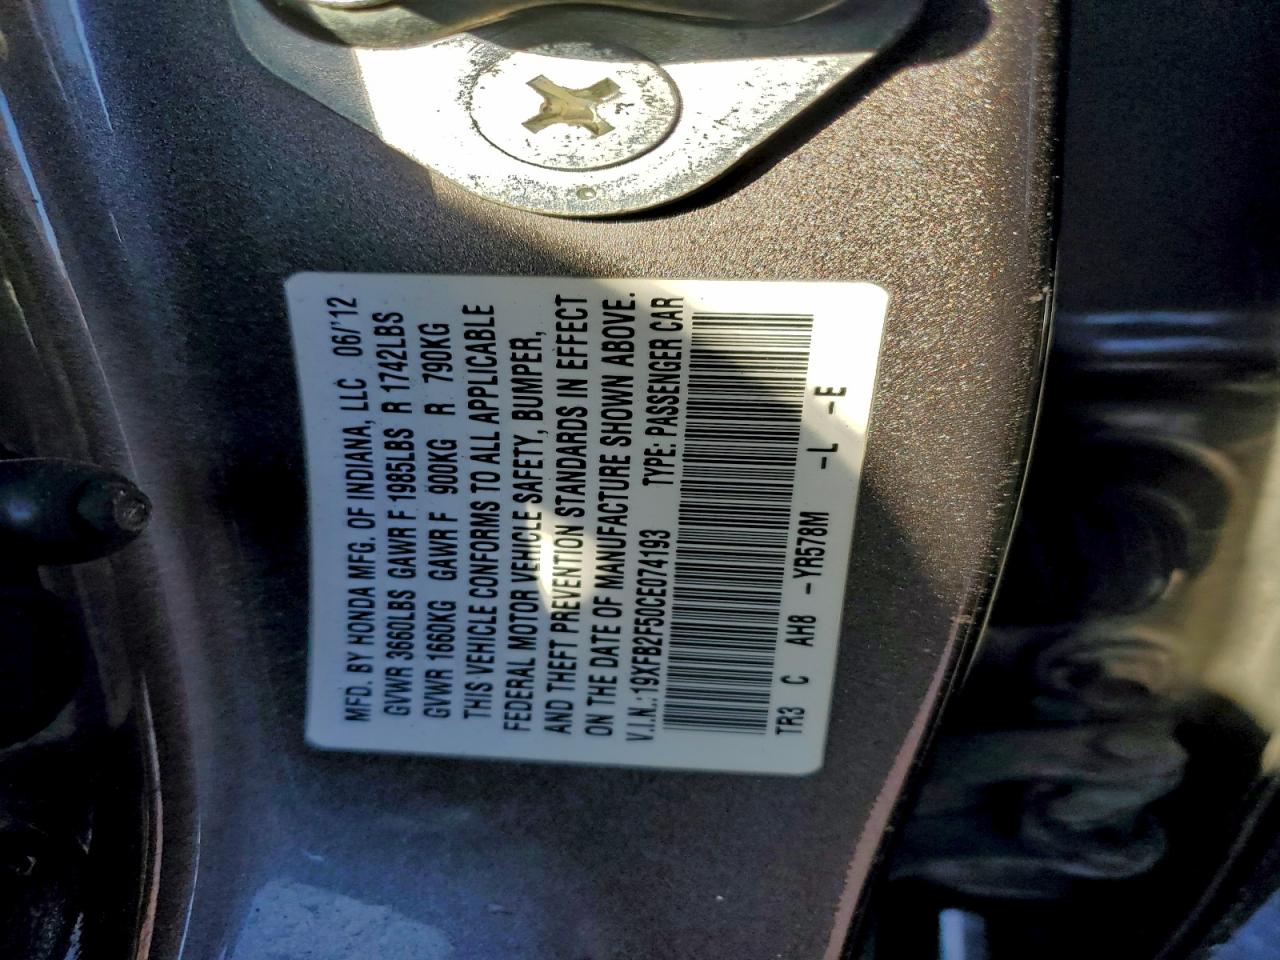 MFD. BY HONDA MFG. OF INDIANA, LLC 06/'12
GVWR 3660LBS GAWR F 1985LBS R 1742LBS
GVWR 1660KG GAWR F 900KG R 790KG
THIS VEHICLE CONFORMS TO ALL APPLICABLE
FEDERAL MOTOR VEHICLE SAFETY, BUMPER,
AND THEFT PREVENTION STANDARDS IN EFFECT
ON THE DATE OF MANUFACTURE SHOWN ABOVE.
V.I.N.: 19XFB2F50CE074193 TYPE: PASSENGER CAR
TR3 C AH8 -YR578M -L -E